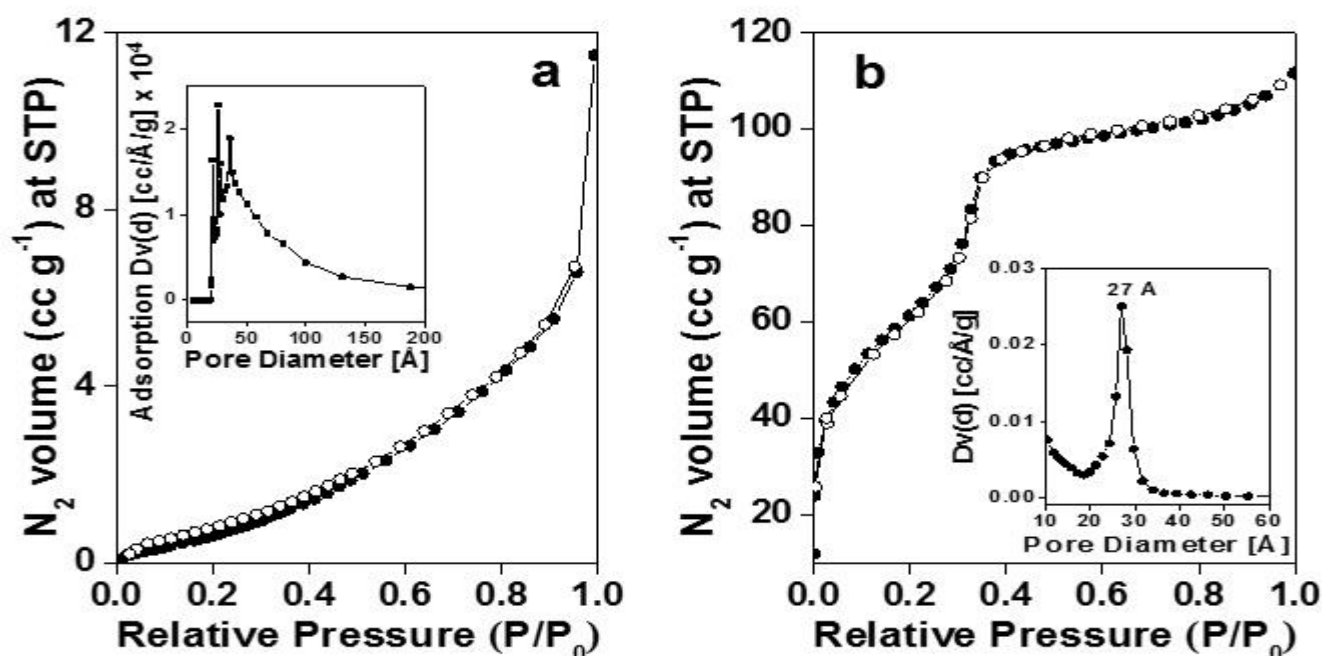 a
N₂ volume (cc g⁻¹) at STP)
12
8
4
0
0.0 0.2 0.4 0.6 0.8 1.0
Relative Pressure (P/P₀)
Adsorption Dv(d) [cc/Å/g] x 10⁴
2
1
0
0 50 100 150 200
Pore Diameter [Å]
b
N₂ volume (cc g⁻¹) at STP)
120
100
80
60
40
20
0.0 0.2 0.4 0.6 0.8 1.0
Relative Pressure (P/P₀)
27 A
Dv(d) [cc/Å/g]
0.03
0.02
0.01
0.00
10 20 30 40 50 60
Pore Diameter [Å]